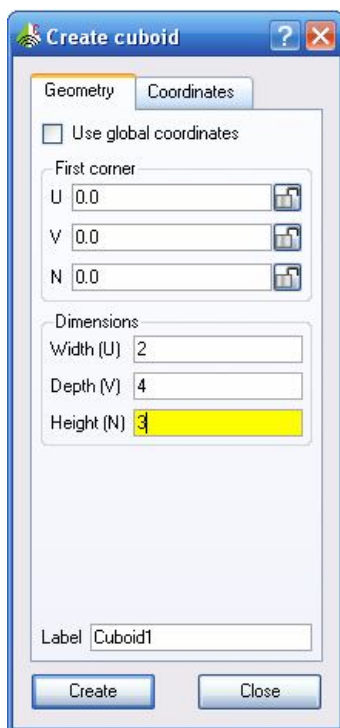 Create cuboid
Geometry Coordinates
Use global coordinates
First corner
U 0.0
V 0.0
N 0.0
Dimensions
Width (U) 2
Depth (V) 4
Height (N) 3
Label Cuboid1
Create Close